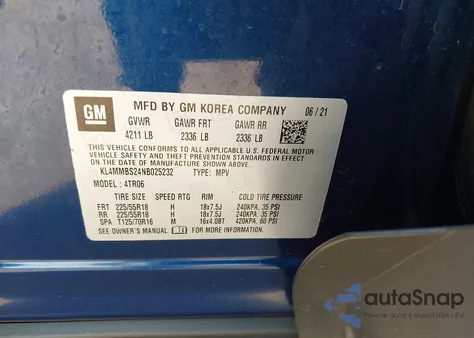 GM
MFD BY GM KOREA COMPANY 06/21
GVWR GAWR FRT GAWR RR
4211 LB 2336 LB 2336 LB
THIS VEHICLE CONFORMS TO ALL APPLICABLE U.S. FEDERAL MOTOR
VEHICLE SAFETY AND THEFT PREVENTION STANDARDS IN EFFECT
ON THE DATE OF MANUFACTURE SHOWN ABOVE.
KL4MMBS24NB025232 TYPE: MPV
MODEL: 4TR06
TIRE SIZE SPEED RTG RIM COLD TIRE PRESSURE
FRT 225/55R18 H 18x7.5J 240KPA, 35 PSI
RR 225/55R18 H 18x7.5J 240KPA, 35 PSI
SPA T125/70R16 M 16x4.0BT 420KPA, 60 PSI
SEE OWNER'S MANUAL FOR ADDITIONAL INFORMATION
autoSnap